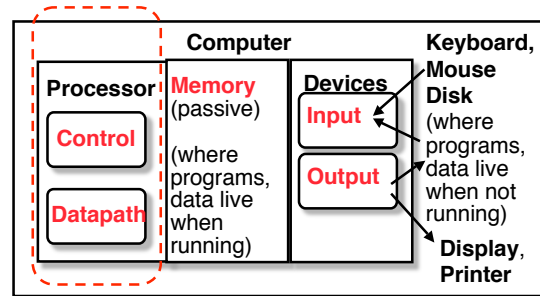 Computer
Processor
Control
Datapath
Memory
(passive)
(where
programs,
data live
when
running)
Devices
Input
Output
Keyboard,
Mouse
Disk
(where
programs,
data live
when not
running)
Display,
Printer